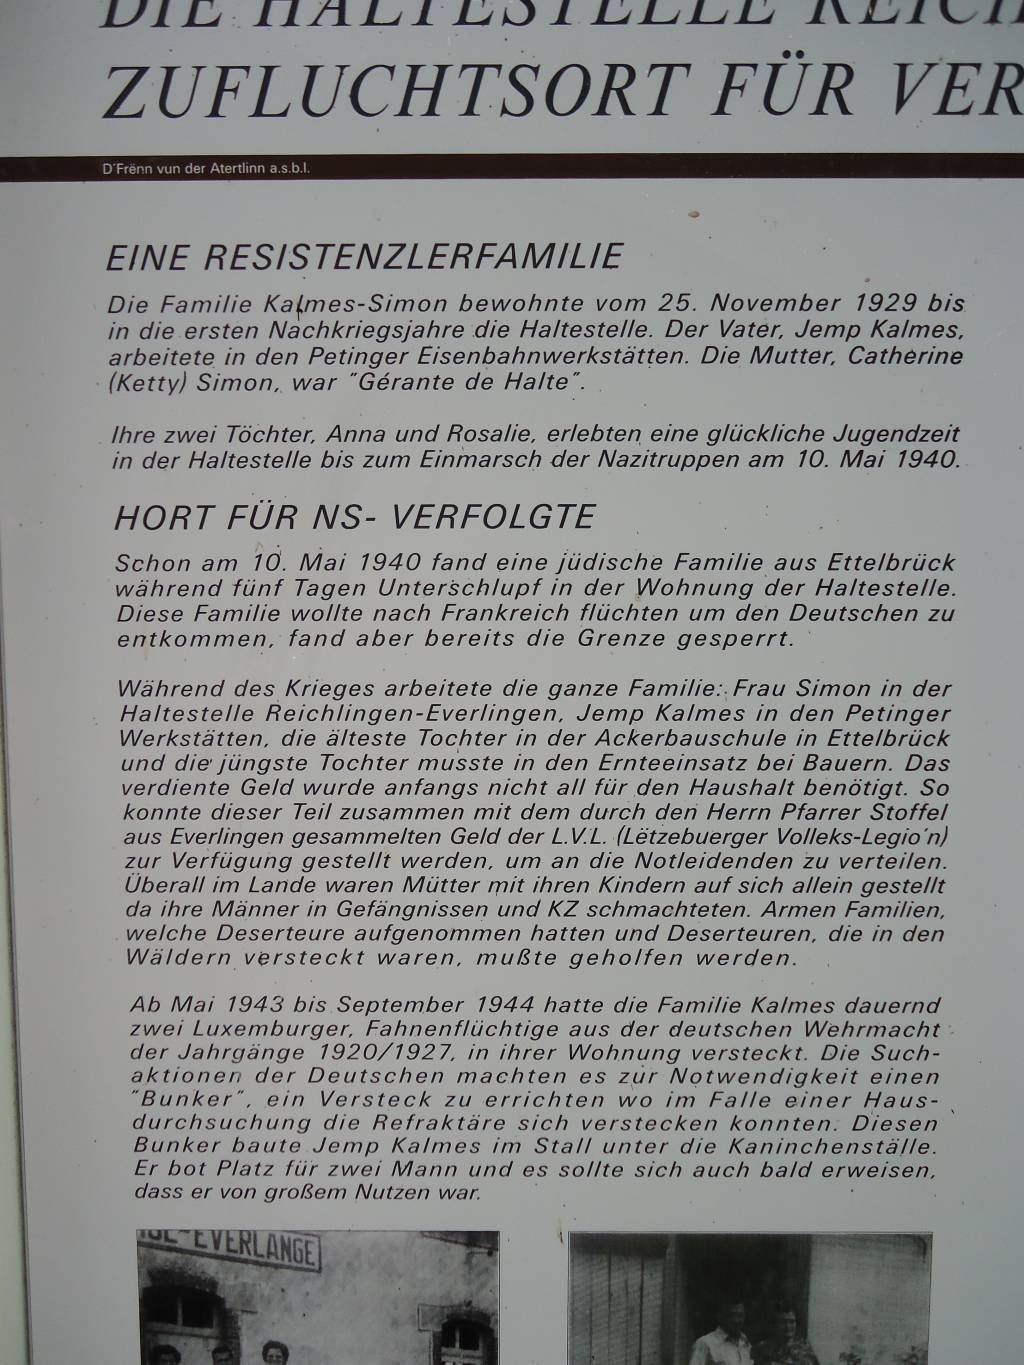 DIE HALTESTELLE REICH
ZUFLUCHTSORT FÜR VER
D'Frënn vun der Atertlinn a.s.b.l.
EINE RESISTENZLERFAMILIE
Die Familie Kalmes-Simon bewohnte vom 25. November 1929 bis
in die ersten Nachkriegsjahre die Haltestelle. Der Vater, Jemp Kalmes,
arbeitete in den Petinger Eisenbahnwerkstätten. Die Mutter, Catherine
(Ketty) Simon, war "Gérante de Halte".
Ihre zwei Töchter, Anna und Rosalie, erlebten eine glückliche Jugendzeit
in der Haltestelle bis zum Einmarsch der Nazitruppen am 10. Mai 1940.
HORT FÜR NS- VERFOLGTE
Schon am 10. Mai 1940 fand eine jüdische Familie aus Ettelbrück
während fünf Tagen Unterschlupf in der Wohnung der Haltestelle.
Diese Familie wollte nach Frankreich flüchten um den Deutschen zu
entkommen, fand aber bereits die Grenze gesperrt.
Während des Krieges arbeitete die ganze Familie: Frau Simon in der
Haltestelle Reichlingen-Everlingen, Jemp Kalmes in den Petinger
Werkstätten, die älteste Tochter in der Ackerbauschule in Ettelbrück
und die jüngste Tochter musste in den Ernteeinsatz bei Bauern. Das
verdiente Geld wurde anfangs nicht all für den Haushalt benötigt. So
konnte dieser Teil zusammen mit dem durch den Herrn Pfarrer Stoffel
aus Everlingen gesammelten Geld der L.V.L. (Lëtzebuerger Volleks-Legio'n)
zur Verfügung gestellt werden, um an die Notleidenden zu verteilen.
Überall im Lande waren Mütter mit ihren Kindern auf sich allein gestellt
da ihre Männer in Gefängnissen und KZ schmachteten. Armen Familien,
welche Deserteure aufgenommen hatten und Deserteuren, die in den
Wäldern versteckt waren, mußte geholfen werden.
Ab Mai 1943 bis September 1944 hatte die Familie Kalmes dauernd
zwei Luxemburger, Fahnenflüchtige aus der deutschen Wehrmacht
der Jahrgänge 1920/1927, in ihrer Wohnung versteckt. Die Such-
aktionen der Deutschen machten es zur Notwendigkeit einen
"Bunker", ein Versteck zu errichten wo im Falle einer Haus-
durchsuchung die Refraktäre sich verstecken konnten. Diesen
Bunker baute Jemp Kalmes im Stall unter die Kaninchenställe.
Er bot Platz für zwei Mann und es sollte sich auch bald erweisen,
dass er von großem Nutzen war.
-EVERLANGE